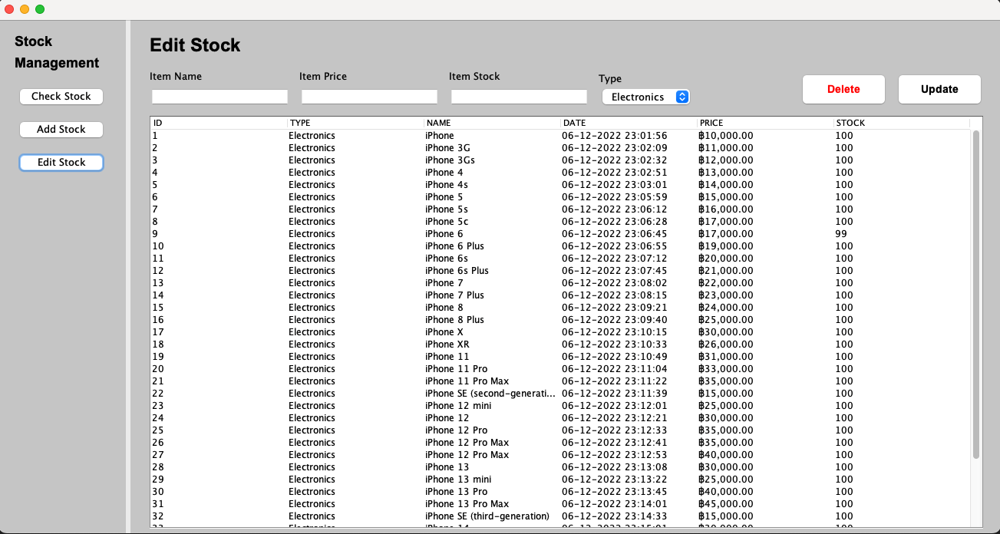 Stock
Management
Check Stock
Add Stock
Edit Stock
Edit Stock
Item Name Item Price Item Stock Type
Electronics
Delete Update
ID TYPE NAME DATE PRICE STOCK
1 Electronics iPhone 06-12-2022 23:01:56 ฿10,000.00 100
2 Electronics iPhone 3G 06-12-2022 23:02:09 ฿11,000.00 100
3 Electronics iPhone 3Gs 06-12-2022 23:02:32 ฿12,000.00 100
4 Electronics iPhone 4 06-12-2022 23:02:51 ฿13,000.00 100
5 Electronics iPhone 4s 06-12-2022 23:03:01 ฿14,000.00 100
6 Electronics iPhone 5 06-12-2022 23:05:59 ฿15,000.00 100
7 Electronics iPhone 5s 06-12-2022 23:06:12 ฿16,000.00 100
8 Electronics iPhone 5c 06-12-2022 23:06:28 ฿17,000.00 100
9 Electronics iPhone 6 06-12-2022 23:06:45 ฿17,000.00 99
10 Electronics iPhone 6 Plus 06-12-2022 23:06:55 ฿19,000.00 100
11 Electronics iPhone 6s 06-12-2022 23:07:12 ฿20,000.00 100
12 Electronics iPhone 6s Plus 06-12-2022 23:07:45 ฿21,000.00 100
13 Electronics iPhone 7 06-12-2022 23:08:02 ฿22,000.00 100
14 Electronics iPhone 7 Plus 06-12-2022 23:08:15 ฿23,000.00 100
15 Electronics iPhone 8 06-12-2022 23:09:21 ฿24,000.00 100
16 Electronics iPhone 8 Plus 06-12-2022 23:09:40 ฿25,000.00 100
17 Electronics iPhone X 06-12-2022 23:10:15 ฿30,000.00 100
18 Electronics iPhone XR 06-12-2022 23:10:33 ฿26,000.00 100
19 Electronics iPhone 11 06-12-2022 23:10:49 ฿31,000.00 100
20 Electronics iPhone 11 Pro 06-12-2022 23:11:04 ฿33,000.00 100
21 Electronics iPhone 11 Pro Max 06-12-2022 23:11:22 ฿35,000.00 100
22 Electronics iPhone SE (second-generati... 06-12-2022 23:11:39 ฿15,000.00 100
23 Electronics iPhone 12 mini 06-12-2022 23:12:01 ฿25,000.00 100
24 Electronics iPhone 12 06-12-2022 23:12:21 ฿30,000.00 100
25 Electronics iPhone 12 Pro 06-12-2022 23:12:33 ฿35,000.00 100
26 Electronics iPhone 12 Pro Max 06-12-2022 23:12:41 ฿35,000.00 100
27 Electronics iPhone 12 Pro Max 06-12-2022 23:12:53 ฿40,000.00 100
28 Electronics iPhone 13 06-12-2022 23:13:08 ฿30,000.00 100
29 Electronics iPhone 13 mini 06-12-2022 23:13:22 ฿25,000.00 100
30 Electronics iPhone 13 Pro 06-12-2022 23:13:45 ฿40,000.00 100
31 Electronics iPhone 13 Pro Max 06-12-2022 23:14:01 ฿45,000.00 100
32 Electronics iPhone SE (third-generation) 06-12-2022 23:14:33 ฿15,000.00 100